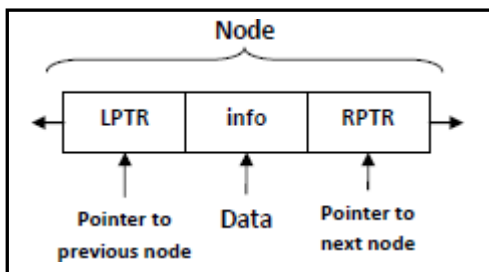 Node
LPTR info RPTR
Pointer to previous node
Data
Pointer to next node